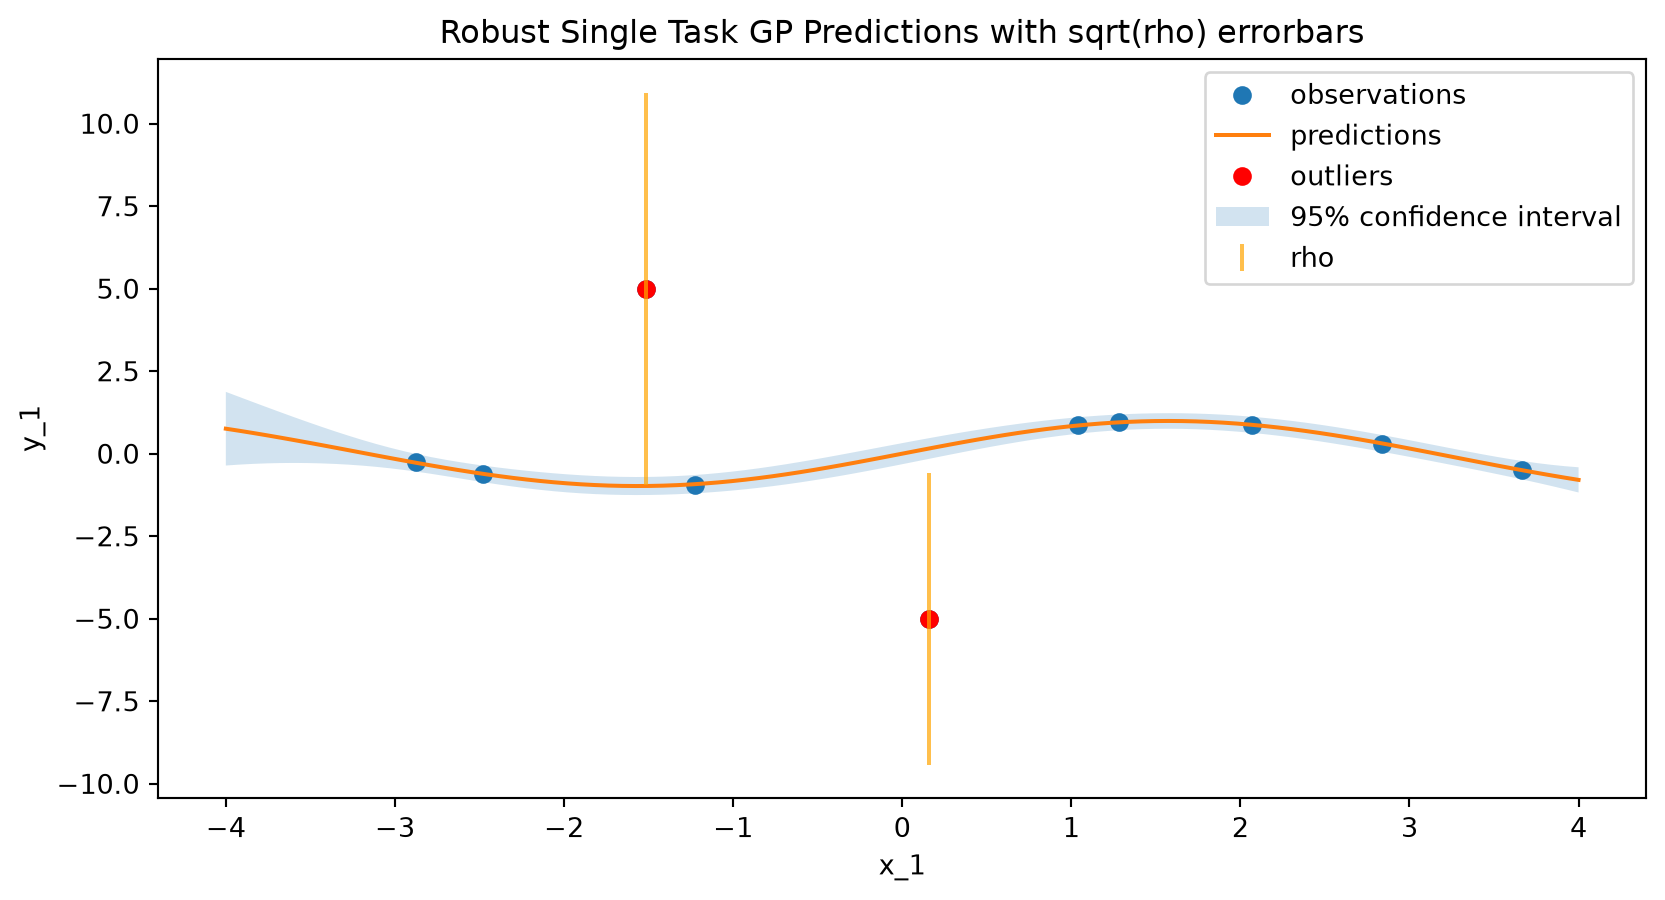 Robust Single Task GP Predictions with sqrt(rho) errorbars
observations
predictions
outliers
95% confidence interval
rho
10.0
7.5
5.0
2.5
0.0
−2.5
−5.0
−7.5
−10.0
y_1
−4 −3 −2 −1 0 1 2 3 4
x_1